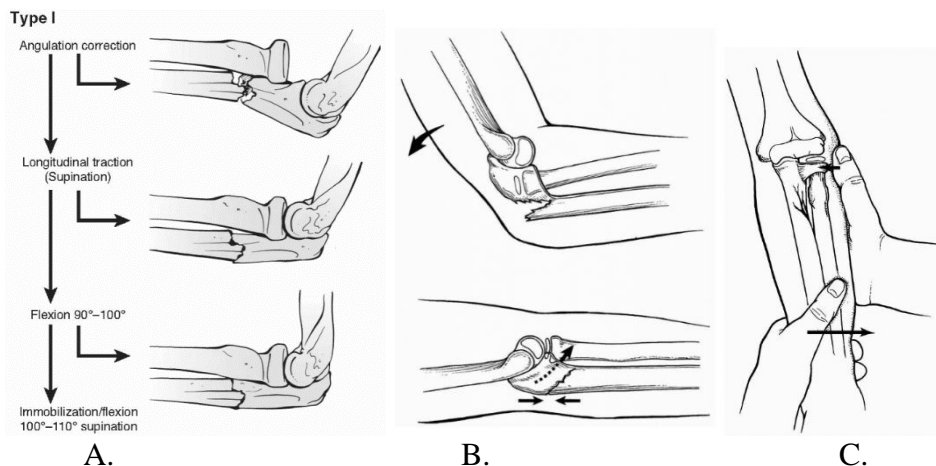 Type I
Angulation correction
Longitudinal traction
(Supination)
Flexion 90°–100°
Immobilization/flexion
100°–110° supination
A.
B.
C.